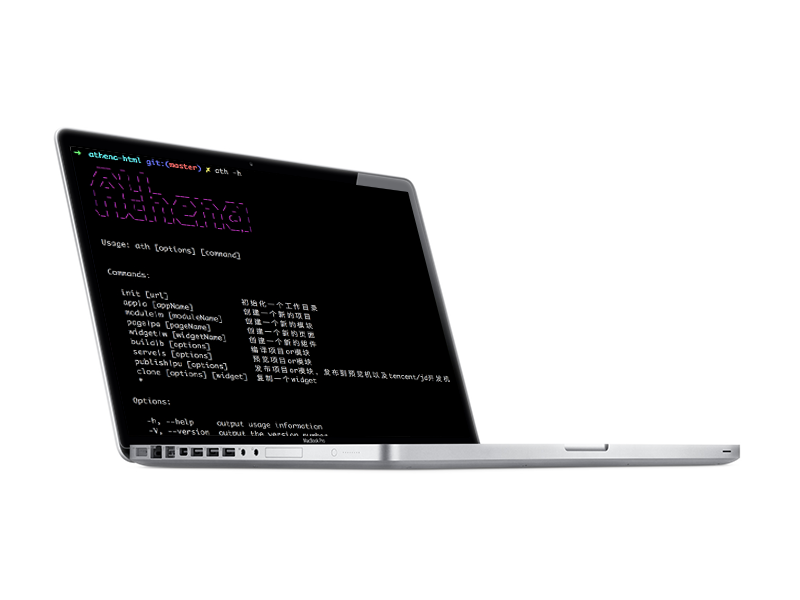 → athena-html git:(master) ✗ ath -h
Athena
Usage: ath [options] [command]
Commands:
init [url] 初始化一个工作目录
app|a [appName] 创建一个新的项目
module|m [moduleName] 创建一个新的模块
page|pa [pageName] 创建一个新的页面
widget|w [widgetName] 创建一个新的组件
build|b [options] 编译项目or模块
serve|s [options] 预览项目or模块
publish|pu [options] 发布项目or模块，发布到预览机以及tencent/jd开发机
clone [options] [widget] 复制一个widget
*
Options:
-h, --help output usage information
-V, --version output the version number
MacBook Pro